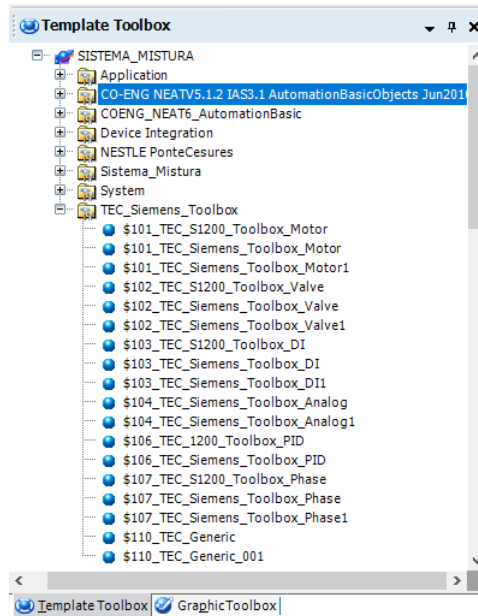 Template Toolbox
SISTEMA_MISTURA
Application
CO-ENG NEATV5.1.2 IAS3.1 AutomationBasicObjects Jun201
COENG_NEAT6_AutomationBasic
Device Integration
NESTLE PonteCesures
Sistema_Mistura
System
TEC_Siemens_Toolbox
$101_TEC_S1200_Toolbox_Motor
$101_TEC_Siemens_Toolbox_Motor
$101_TEC_Siemens_Toolbox_Motor1
$102_TEC_S1200_Toolbox_Valve
$102_TEC_Siemens_Toolbox_Valve
$102_TEC_Siemens_Toolbox_Valve1
$103_TEC_S1200_Toolbox_DI
$103_TEC_Siemens_Toolbox_DI
$103_TEC_Siemens_Toolbox_DI1
$104_TEC_Siemens_Toolbox_Analog
$104_TEC_Siemens_Toolbox_Analog1
$106_TEC_1200_Toolbox_PID
$106_TEC_Siemens_Toolbox_PID
$107_TEC_S1200_Toolbox_Phase
$107_TEC_Siemens_Toolbox_Phase
$107_TEC_Siemens_Toolbox_Phase1
$110_TEC_Generic
$110_TEC_Generic_001
Template Toolbox GraphicToolbox